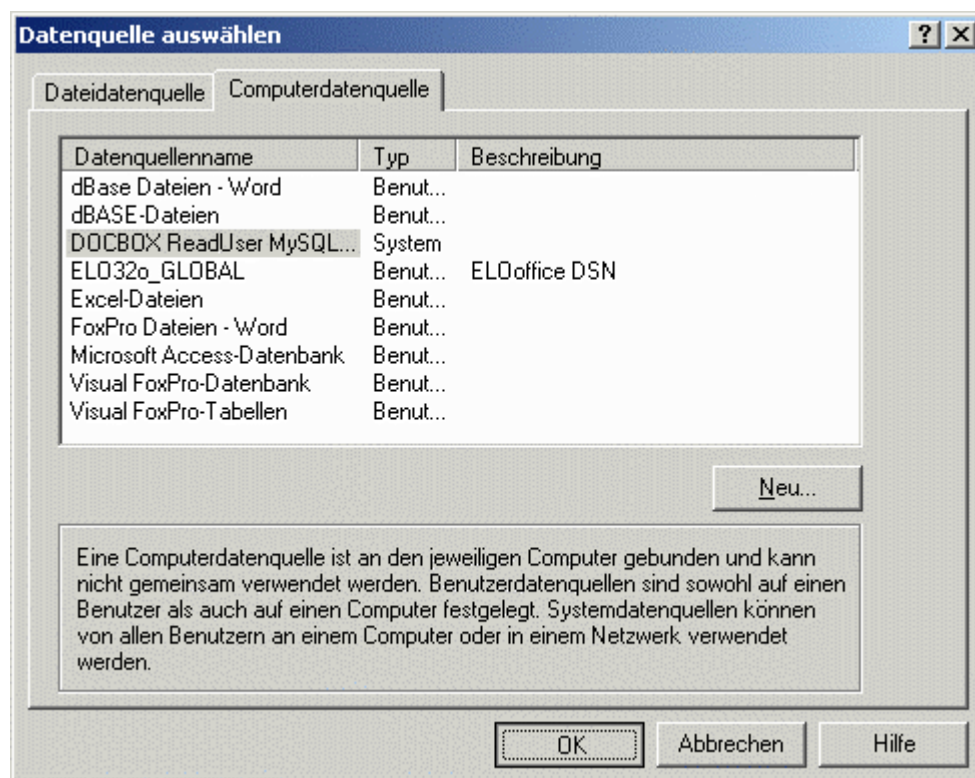 Datenquelle auswählen
Dateidatenquelle Computerdatenquelle
Datenquellenname Typ Beschreibung
dBase Dateien - Word Benut...
dBASE-Dateien Benut...
DOCBOX ReadUser MySQL... System
ELO32o_GLOBAL Benut... ELOoffice DSN
Excel-Dateien Benut...
FoxPro Dateien - Word Benut...
Microsoft Access-Datenbank Benut...
Visual FoxPro-Datenbank Benut...
Visual FoxPro-Tabellen Benut...
Neu...
Eine Computerdatenquelle ist an den jeweiligen Computer gebunden und kann
nicht gemeinsam verwendet werden. Benutzerdatenquellen sind sowohl auf einen
Benutzer als auch auf einen Computer festgelegt. Systemdatenquellen können
von allen Benutzern an einem Computer oder in einem Netzwerk verwendet
werden.
OK Abbrechen Hilfe